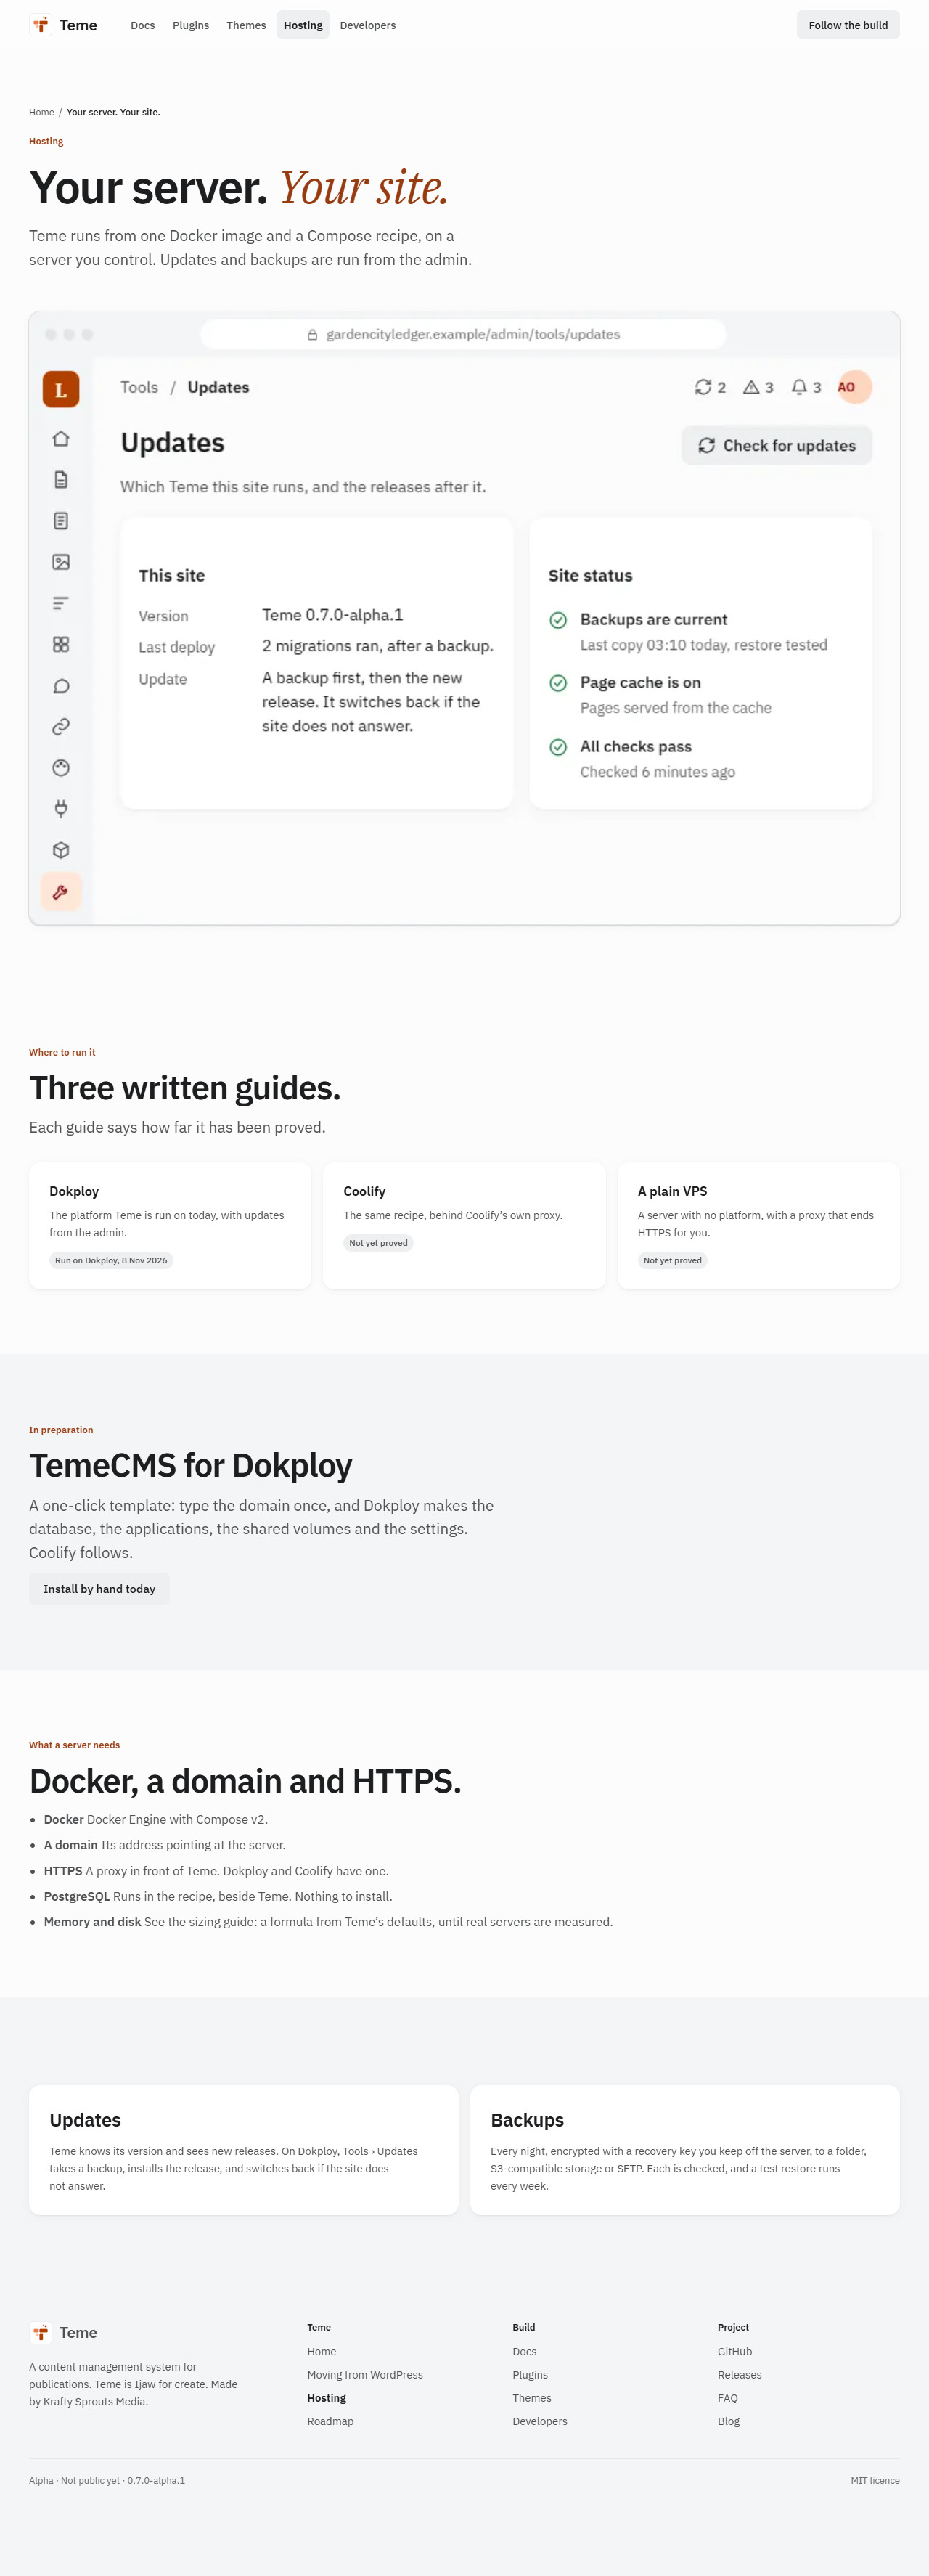 Teme
Docs
Plugins
Themes
Hosting
Developers
Follow the build
Home / Your server. Your site.
Hosting
Your server. Your site.
Teme runs from one Docker image and a Compose recipe, on a
server you control. Updates and backups are run from the admin.
gardencityledger.example/admin/tools/updates
L
Tools / Updates
2
3
3
AO
Updates
Check for updates
Which Teme this site runs, and the releases after it.
This site
Version
Teme 0.7.0-alpha.1
Last deploy
2 migrations ran, after a backup.
Update
A backup first, then the new
release. It switches back if the
site does not answer.
Site status
Backups are current
Last copy 03:10 today, restore tested
Page cache is on
Pages served from the cache
All checks pass
Checked 6 minutes ago
Where to run it
Three written guides.
Each guide says how far it has been proved.
Dokploy
The platform Teme is run on today, with updates
from the admin.
Run on Dokploy, 8 Nov 2026
Coolify
The same recipe, behind Coolify’s own proxy.
Not yet proved
A plain VPS
A server with no platform, with a proxy that ends
HTTPS for you.
Not yet proved
In preparation
TemeCMS for Dokploy
A one-click template: type the domain once, and Dokploy makes the
database, the applications, the shared volumes and the settings.
Coolify follows.
Install by hand today
What a server needs
Docker, a domain and HTTPS.
• Docker Docker Engine with Compose v2.
• A domain Its address pointing at the server.
• HTTPS A proxy in front of Teme. Dokploy and Coolify have one.
• PostgreSQL Runs in the recipe, beside Teme. Nothing to install.
• Memory and disk See the sizing guide: a formula from Teme’s defaults, until real servers are measured.
Updates
Teme knows its version and sees new releases. On Dokploy, Tools › Updates
takes a backup, installs the release, and switches back if the site does
not answer.
Backups
Every night, encrypted with a recovery key you keep off the server, to a folder,
S3-compatible storage or SFTP. Each is checked, and a test restore runs
every week.
Teme
A content management system for
publications. Teme is Ijaw for create. Made
by Krafty Sprouts Media.
Teme
Home
Moving from WordPress
Hosting
Roadmap
Build
Docs
Plugins
Themes
Developers
Project
GitHub
Releases
FAQ
Blog
Alpha · Not public yet · 0.7.0-alpha.1
MIT licence